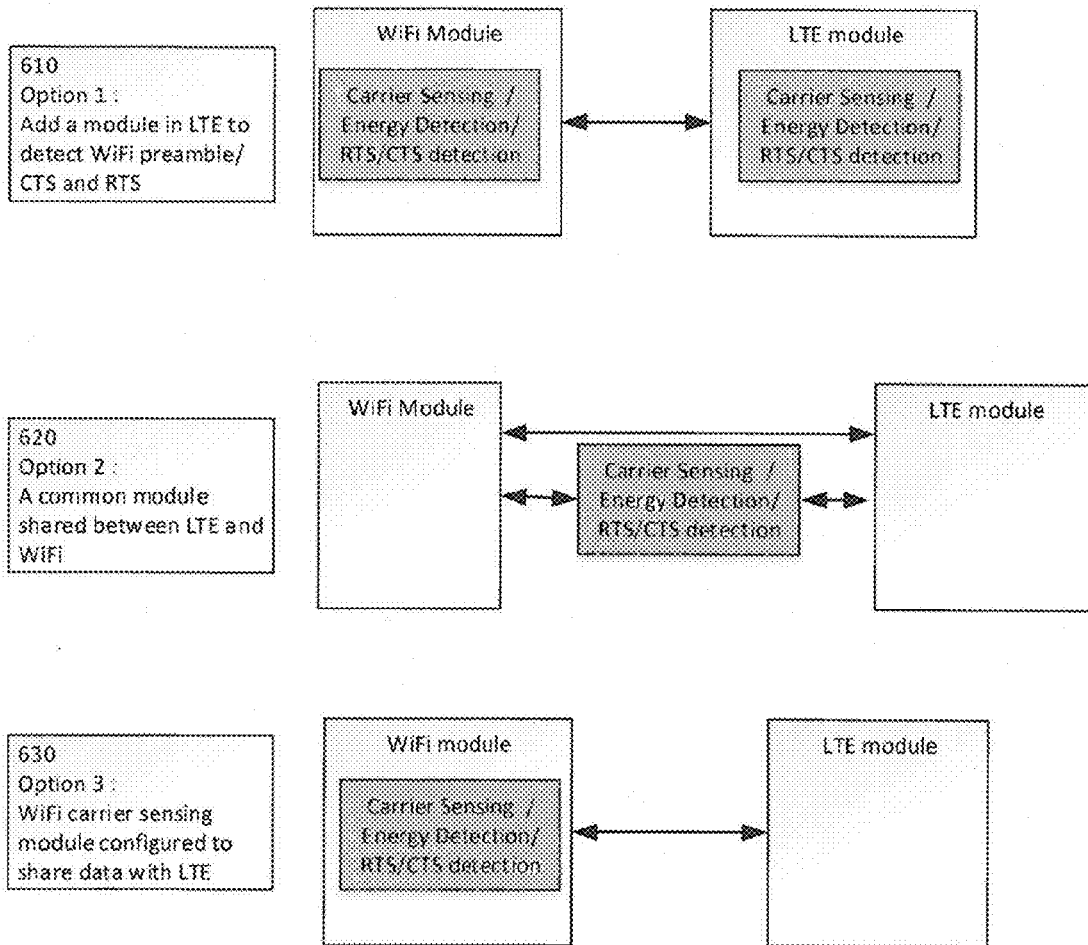 610
Option 1 :
Add a module in LTE to
detect WiFi preamble/
CTS and RTS
WiFi Module
Carrier Sensing /
Energy Detection/
RTS/CTS detection
LTE module
Carrier Sensing /
Energy Detection/
RTS/CTS detection
620
Option 2 :
A common module
shared between LTE and
WiFi
WiFi Module
Carrier Sensing /
Energy Detection/
RTS/CTS detection
LTE module
630
Option 3 :
WiFi carrier sensing
module configured to
share data with LTE
WiFi module
Carrier Sensing /
Energy Detection/
RTS/CTS detection
LTE module